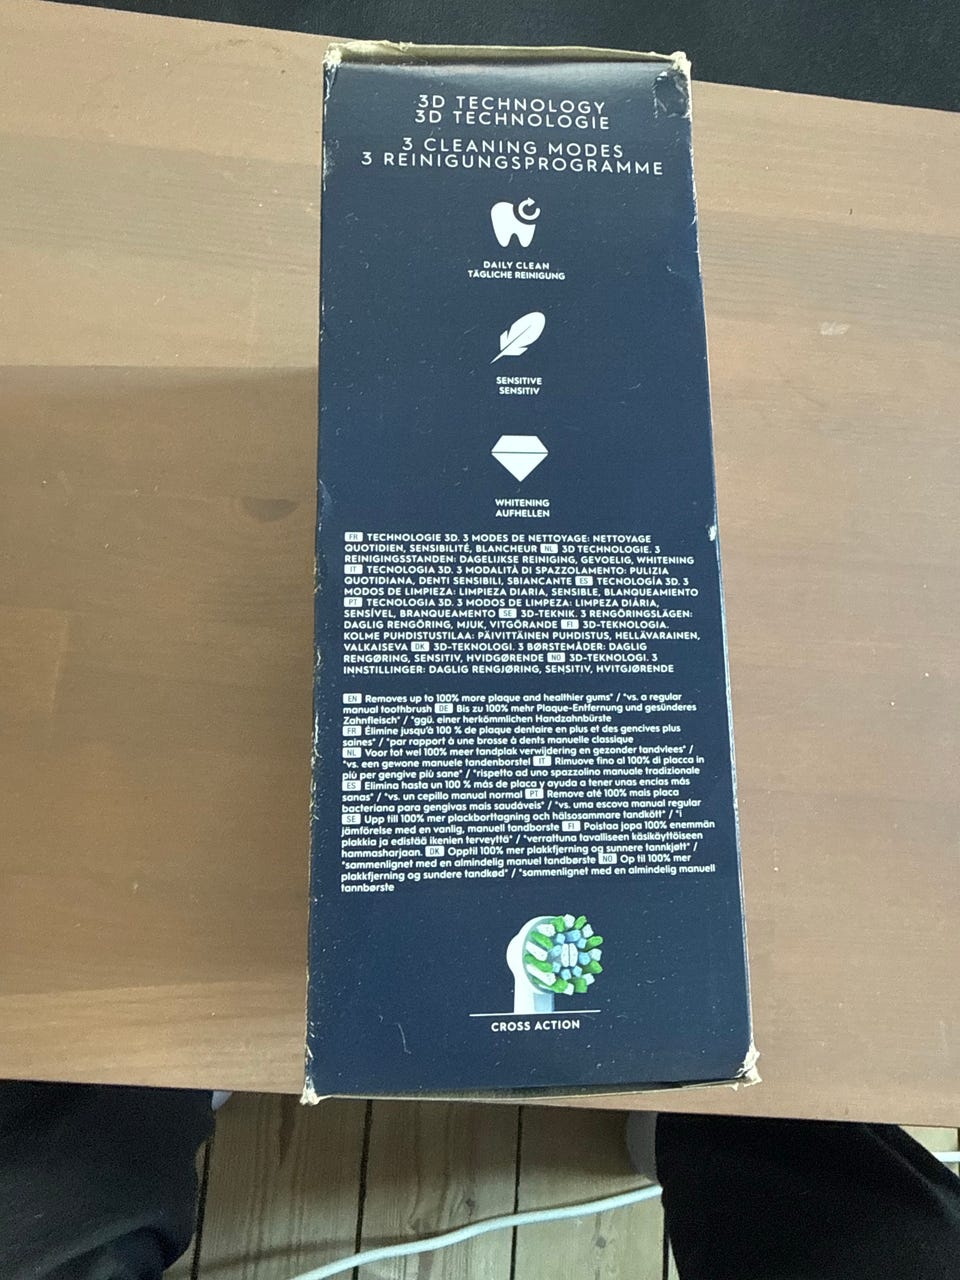 3D TECHNOLOGY
3D TECHNOLOGIE
3 CLEANING MODES
3 REINIGUNGSPROGRAMME
DAILY CLEAN
TÄGLICHE REINIGUNG
SENSITIVE
SENSITIV
WHITENING
AUFHELLEN
FR TECHNOLOGIE 3D. 3 MODES DE NETTOYAGE: NETTOYAGE
QUOTIDIEN, SENSIBILITÉ, BLANCHEUR NL 3D TECHNOLOGIE. 3
REINIGINGSSTANDEN: DAGELIJKSE REINIGING, GEVOELIG, WHITENING
IT TECNOLOGIA 3D. 3 MODALITÀ DI SPAZZOLAMENTO: PULIZIA
QUOTIDIANA, DENTI SENSIBILI, SBIANCANTE ES TECNOLOGÍA 3D. 3
MODOS DE LIMPIEZA: LIMPIEZA DIARIA, SENSIBLE, BLANQUEAMIENTO
PT TECNOLOGIA 3D. 3 MODOS DE LIMPEZA: LIMPEZA DIÁRIA,
SENSÍVEL, BRANQUEAMENTO SE 3D-TEKNIK. 3 RENGÖRINGSLÄGEN:
DAGLIG RENGÖRING, MJUK, VITGÖRANDE FI 3D-TEKNOLOGIA.
KOLME PUHDISTUSTILAA: PÄIVITTÄINEN PUHDISTUS, HELLÄVARAINEN,
VALKAISEVA DK 3D-TEKNOLOGI. 3 BØRSTEMÅDER: DAGLIG
RENGØRING, SENSITIV, HVIDGØRENDE NO 3D-TEKNOLOGI. 3
INNSTILLINGER: DAGLIG RENGJØRING, SENSITIV, HVITGJØRENDE
EN Removes up to 100% more plaque and healthier gums* / *vs. a regular
manual toothbrush DE Bis zu 100% mehr Plaque-Entfernung und gesünderes
Zahnfleisch* / *ggü. einer herkömmlichen Handzahnbürste
FR Élimine jusqu'à 100 % de plaque dentaire en plus et des gencives plus
saines* / *par rapport à une brosse à dents manuelle classique
NL Voor tot wel 100% meer tandplak verwijdering en gezonder tandvlees* /
*vs. een gewone manuele tandenborstel IT Rimuove fino al 100% di placca in
più per gengive più sane* / *rispetto ad uno spazzolino manuale tradizionale
ES Elimina hasta un 100 % más de placa y ayuda a tener unas encías más
sanas* / *vs. un cepillo manual normal PT Remove até 100% mais placa
bacteriana para gengivas mais saudáveis* / *vs. uma escova manual regular
SE Upp till 100% mer plackborttagning och hälsosammare tandkött* / *i
jämförelse med en vanlig, manuell tandborste FI Poistaa jopa 100% enemmän
plakkia ja edistää ikenien terveyttä* / *verrattuna tavalliseen käsikäyttöiseen
hammasharjaan. DK Opptil 100% mer plakkfjerning og sunnere tannkjøtt* /
*sammenlignet med en almindelig manuel tandbørste NO Op til 100% mer
plakkfjerning og sundere tandkød* / *sammenlignet med en almindelig manuell
tannbørste
CROSS ACTION